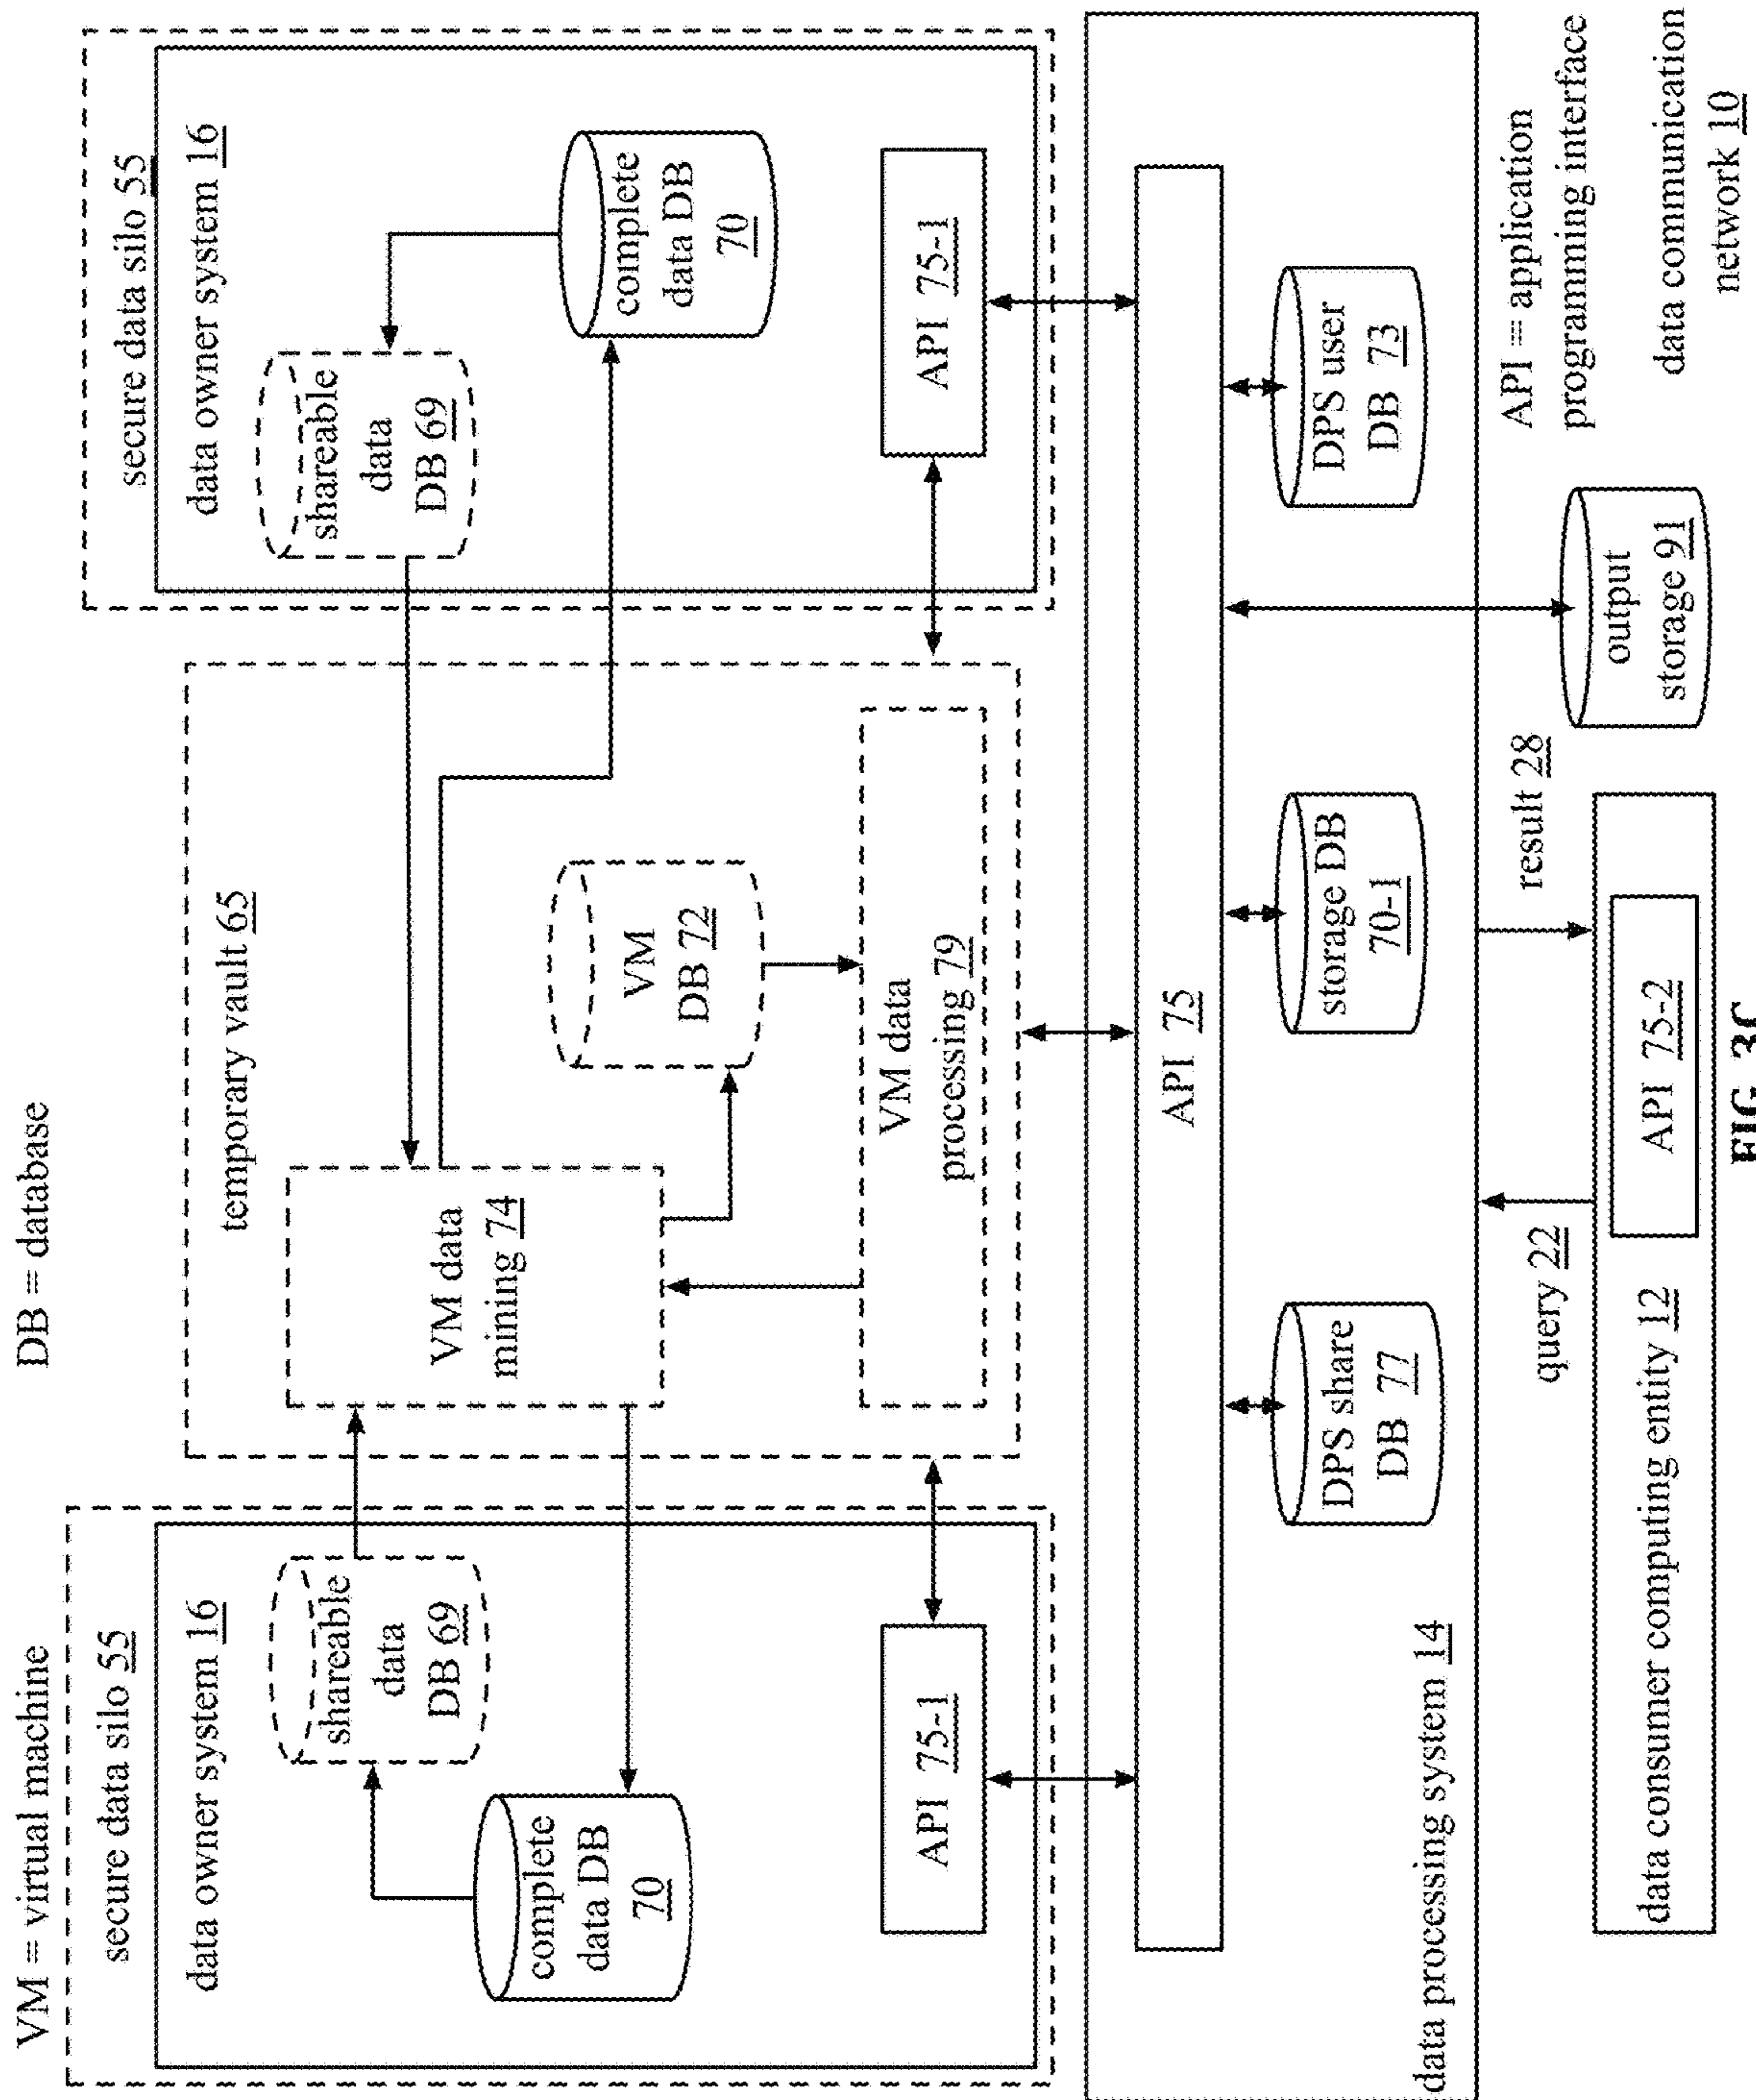 VM = virtual machine
DB = database
secure data silo 55
data owner system 16
shareable
data
DB 69
complete
data DB
70
API 75-1
temporary vault 65
VM data
mining 74
VM
DB 72
VM data
processing 79
secure data silo 55
data owner system 16
shareable
data
DB 69
complete
data DB
70
API 75-1
API 75
DPS share
DB 77
storage DB
70-1
DPS user
DB 73
data processing system 14
query 22
result 28
output
storage 91
API = application
programming interface
data consumer computing entity 12
API 75-2
data communication
network 10
FIG. 3C